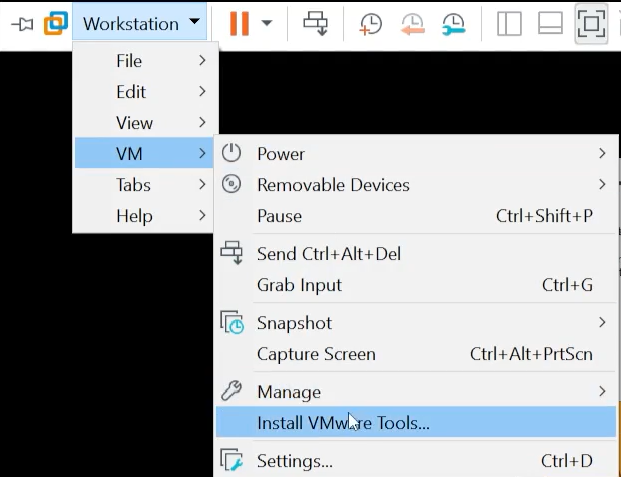 Workstation
File
Edit
View
VM
Tabs
Help
Power
Removable Devices
Pause Ctrl+Shift+P
Send Ctrl+Alt+Del
Grab Input Ctrl+G
Snapshot
Capture Screen Ctrl+Alt+PrtScn
Manage
Install VMware Tools...
Settings... Ctrl+D